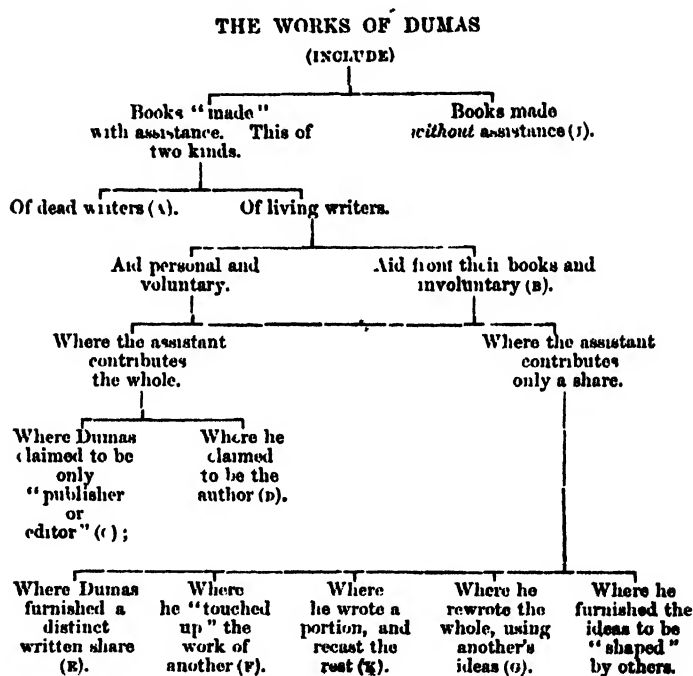 THE WORKS OF DUMAS
(INCLUDE)
Books “made”
with assistance. This of
two kinds.
Books made
without assistance (I).
Of dead writers (A).
Of living writers.
Aid personal and
voluntary.
Aid from their books and
involuntary (B).
Where the assistant
contributes
the whole.
Where the assistant
contributes
only a share.
Where Dumas
claimed to be
only
“publisher
or
editor” (C);
Where he
claimed
to be the
author (D).
Where Dumas
furnished a
distinct
written share
(E).
Where
he “touched
up” the
work of
another (F).
Where
he wrote a
portion, and
recast the
rest (K).
Where he
rewrote the
whole, using
another's
ideas (G).
Where he
furnished the
ideas to be
“shaped”
by others.